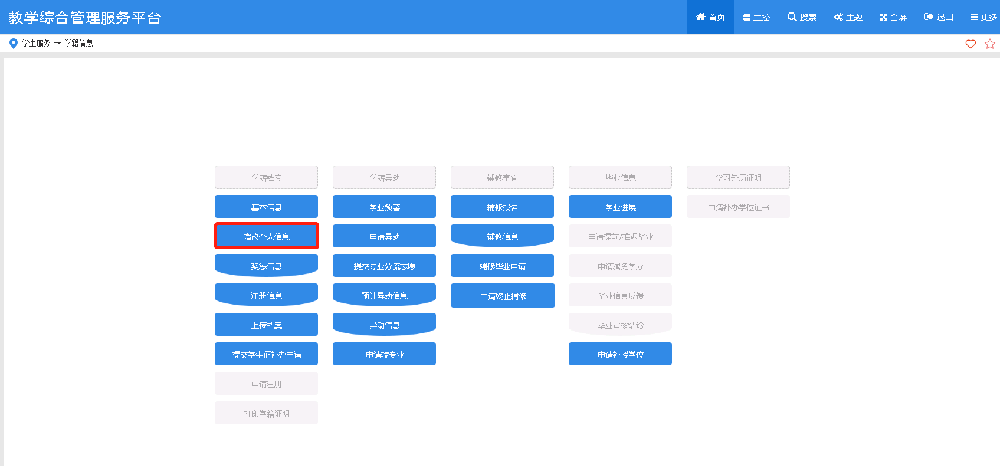 教学综合管理服务平台
首页 主控 搜索 主题 全屏 退出 更多
学生服务 → 学籍信息
学籍档案 学籍异动 辅修事宜 毕业信息 学习经历证明
基本信息 学业预警 辅修报名 学业进展 申请补办学位证书
增改个人信息 申请异动 辅修信息 申请提前/推迟毕业
奖惩信息 提交专业分流志愿 辅修毕业申请 申请减免学分
注册信息 预计异动信息 申请终止辅修 毕业信息反馈
上传档案 异动信息 毕业审核结论
提交学生证补办申请 申请转专业 申请补授学位
申请注册
打印学籍证明